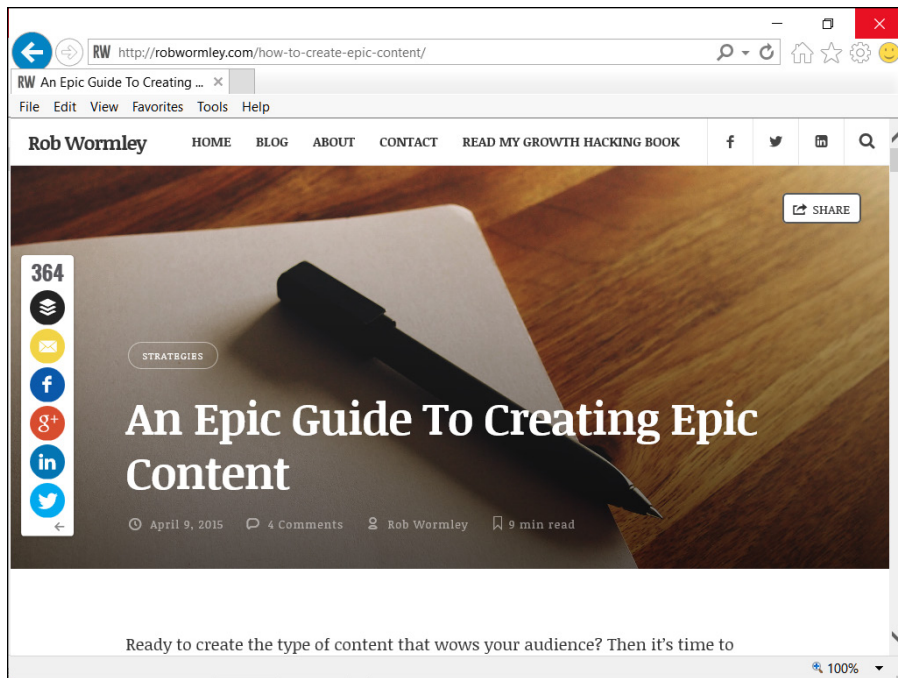 RW http://robwormley.com/how-to-create-epic-content/
RW An Epic Guide To Creating ...
File Edit View Favorites Tools Help
Rob Wormley HOME BLOG ABOUT CONTACT READ MY GROWTH HACKING BOOK
SHARE
364
STRATEGIES
An Epic Guide To Creating Epic
Content
April 9, 2015 4 Comments Rob Wormley 9 min read
Ready to create the type of content that wows your audience? Then it's time to
100%